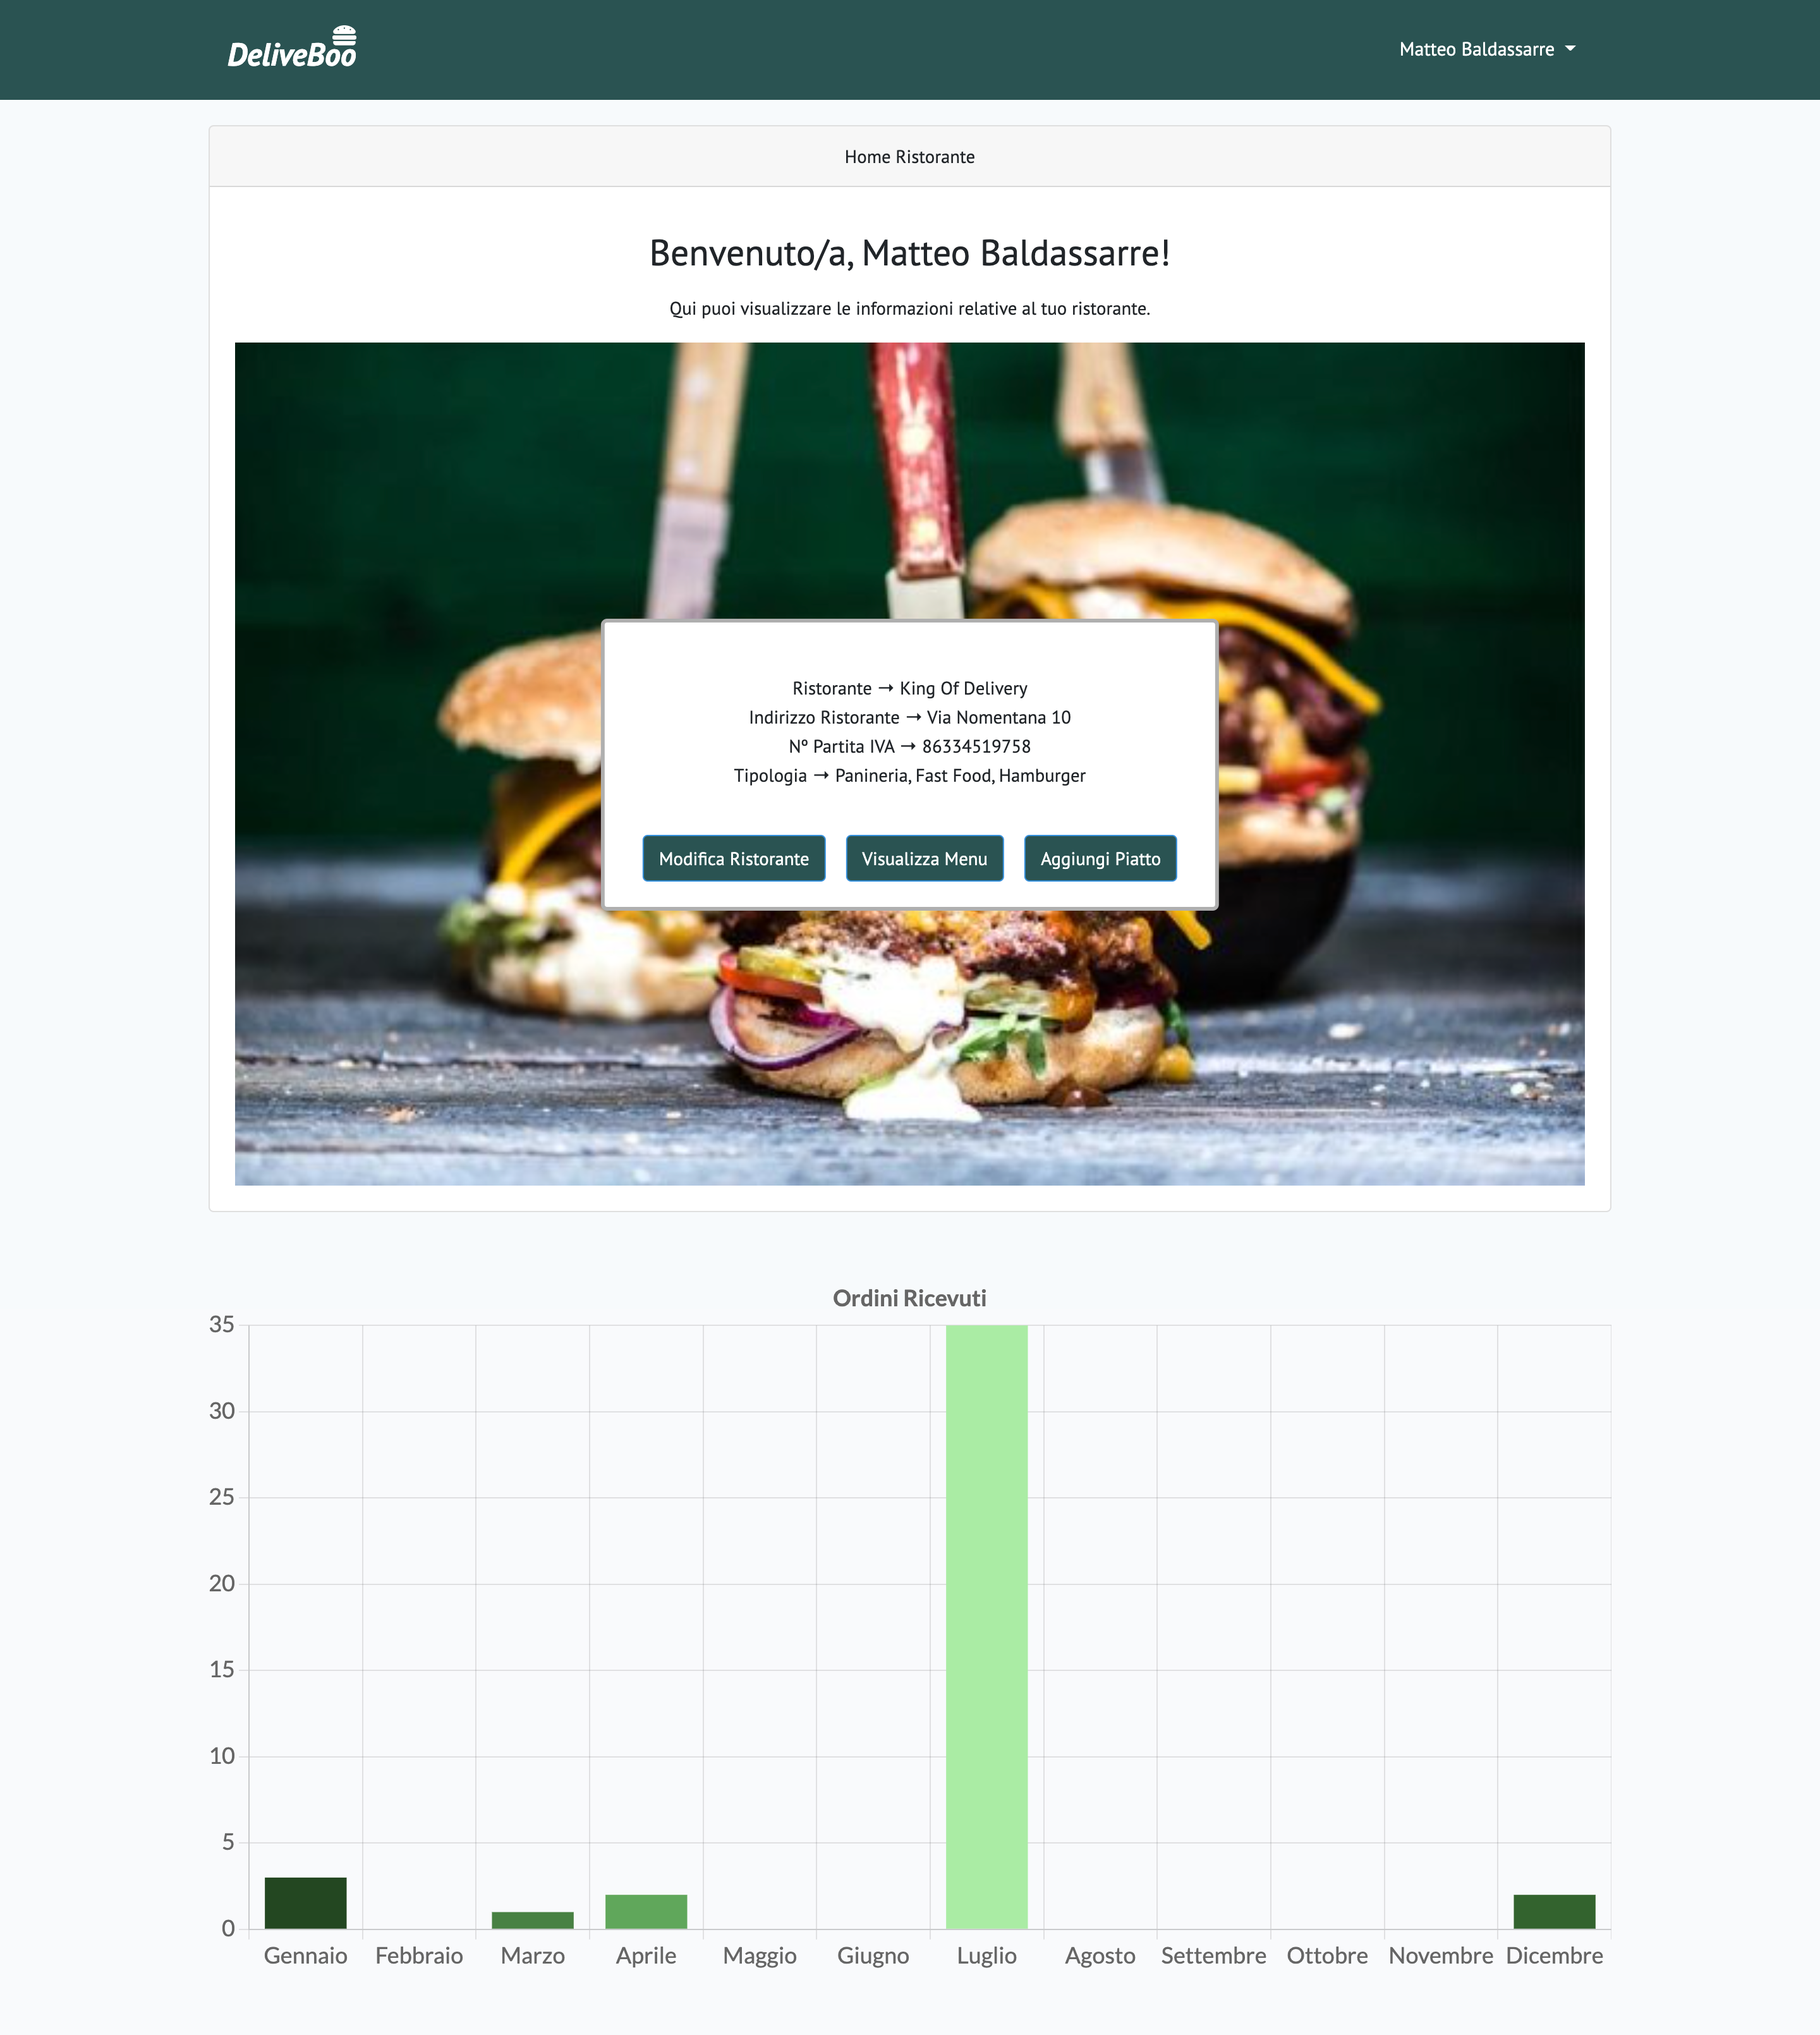 DeliveBoo
Matteo Baldassarre
Home Ristorante
Benvenuto/a, Matteo Baldassarre!
Qui puoi visualizzare le informazioni relative al tuo ristorante.
Ristorante → King Of Delivery
Indirizzo Ristorante → Via Nomentana 10
Nº Partita IVA → 86334519758
Tipologia → Panineria, Fast Food, Hamburger
Modifica Ristorante Visualizza Menu Aggiungi Piatto
Ordini Ricevuti
35
30
25
20
15
10
5
0
Gennaio Febbraio Marzo Aprile Maggio Giugno Luglio Agosto Settembre Ottobre Novembre Dicembre